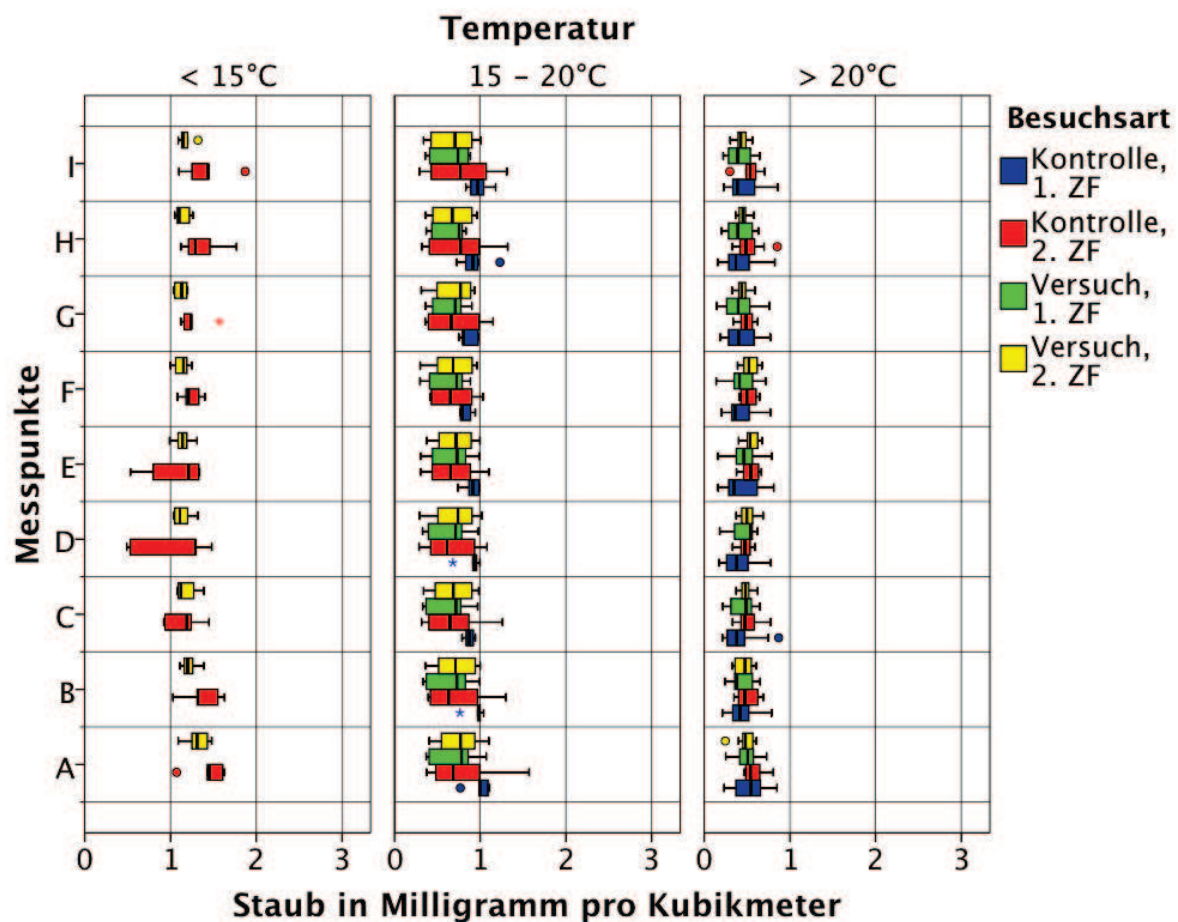 Temperatur
< 15°C
15 – 20°C
> 20°C
Besuchsart
Kontrolle,
1. ZF
Kontrolle,
2. ZF
Versuch,
1. ZF
Versuch,
2. ZF
Messpunkte
I
H
G
F
E
D
C
B
A
0 1 2 3 0 1 2 3 0 1 2 3
Staub in Milligramm pro Kubikmeter